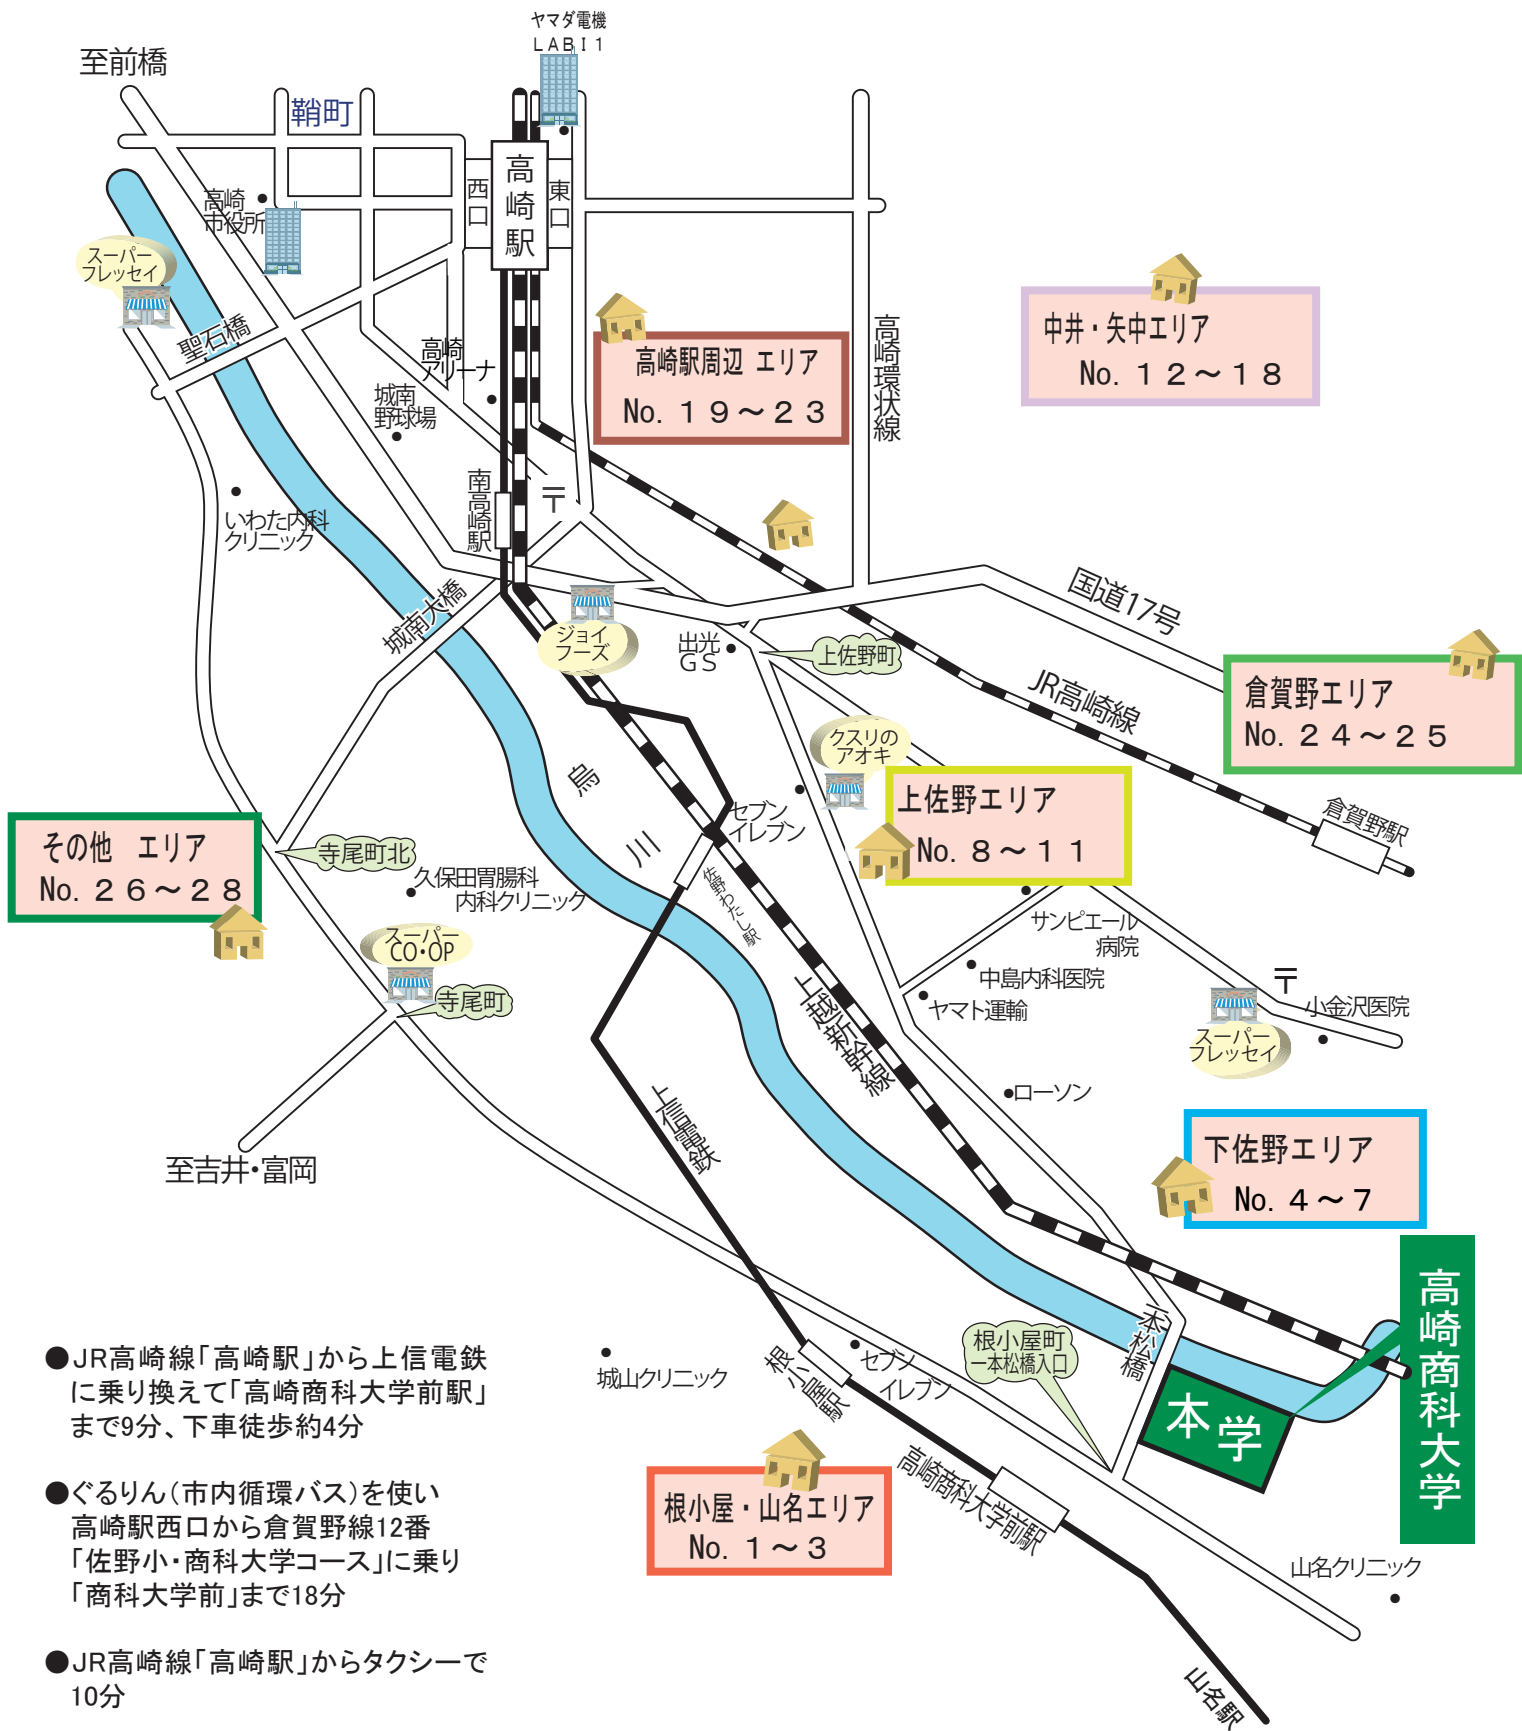 ヤマダ電機
LABI1
至前橋
鞘町
高崎駅
西口
東口
高崎
市役所
スーパー
フレッセイ
聖石橋
高崎
アリーナ
城南
野球場
高崎駅周辺 エリア
No. 19～23
高崎環状線
中井・矢中エリア
No. 12～18
南高崎駅
〒
いわた内科
クリニック
城南大橋
ジョイ
フーズ
出光
GS
上佐野町
国道17号
JR高崎線
倉賀野エリア
No. 24～25
倉賀野駅
クスリの
アオキ
セブン
イレブン
上佐野エリア
No. 8～11
烏川
その他 エリア
No. 26～28
寺尾町北
久保田胃腸科
内科クリニック
佐野わたし駅
スーパー
CO・OP
寺尾町
サンピエール
病院
中島内科医院
ヤマト運輸
〒
小金沢医院
スーパー
フレッセイ
上越新幹線
ローソン
上信電鉄
至吉井・富岡
下佐野エリア
No. 4～7
高崎商科大学
一本松橋
根小屋町
一本松橋入口
本学
セブン
イレブン
根小屋駅
城山クリニック
高崎商科大学前駅
根小屋・山名エリア
No. 1～3
山名クリニック
山名駅
●JR高崎線「高崎駅」から上信電鉄
に乗り換えて「高崎商科大学前駅」
まで9分、下車徒歩約4分
●ぐるりん（市内循環バス）を使い
高崎駅西口から倉賀野線12番
「佐野小・商科大学コース」に乗り
「商科大学前」まで18分
●JR高崎線「高崎駅」からタクシーで
10分